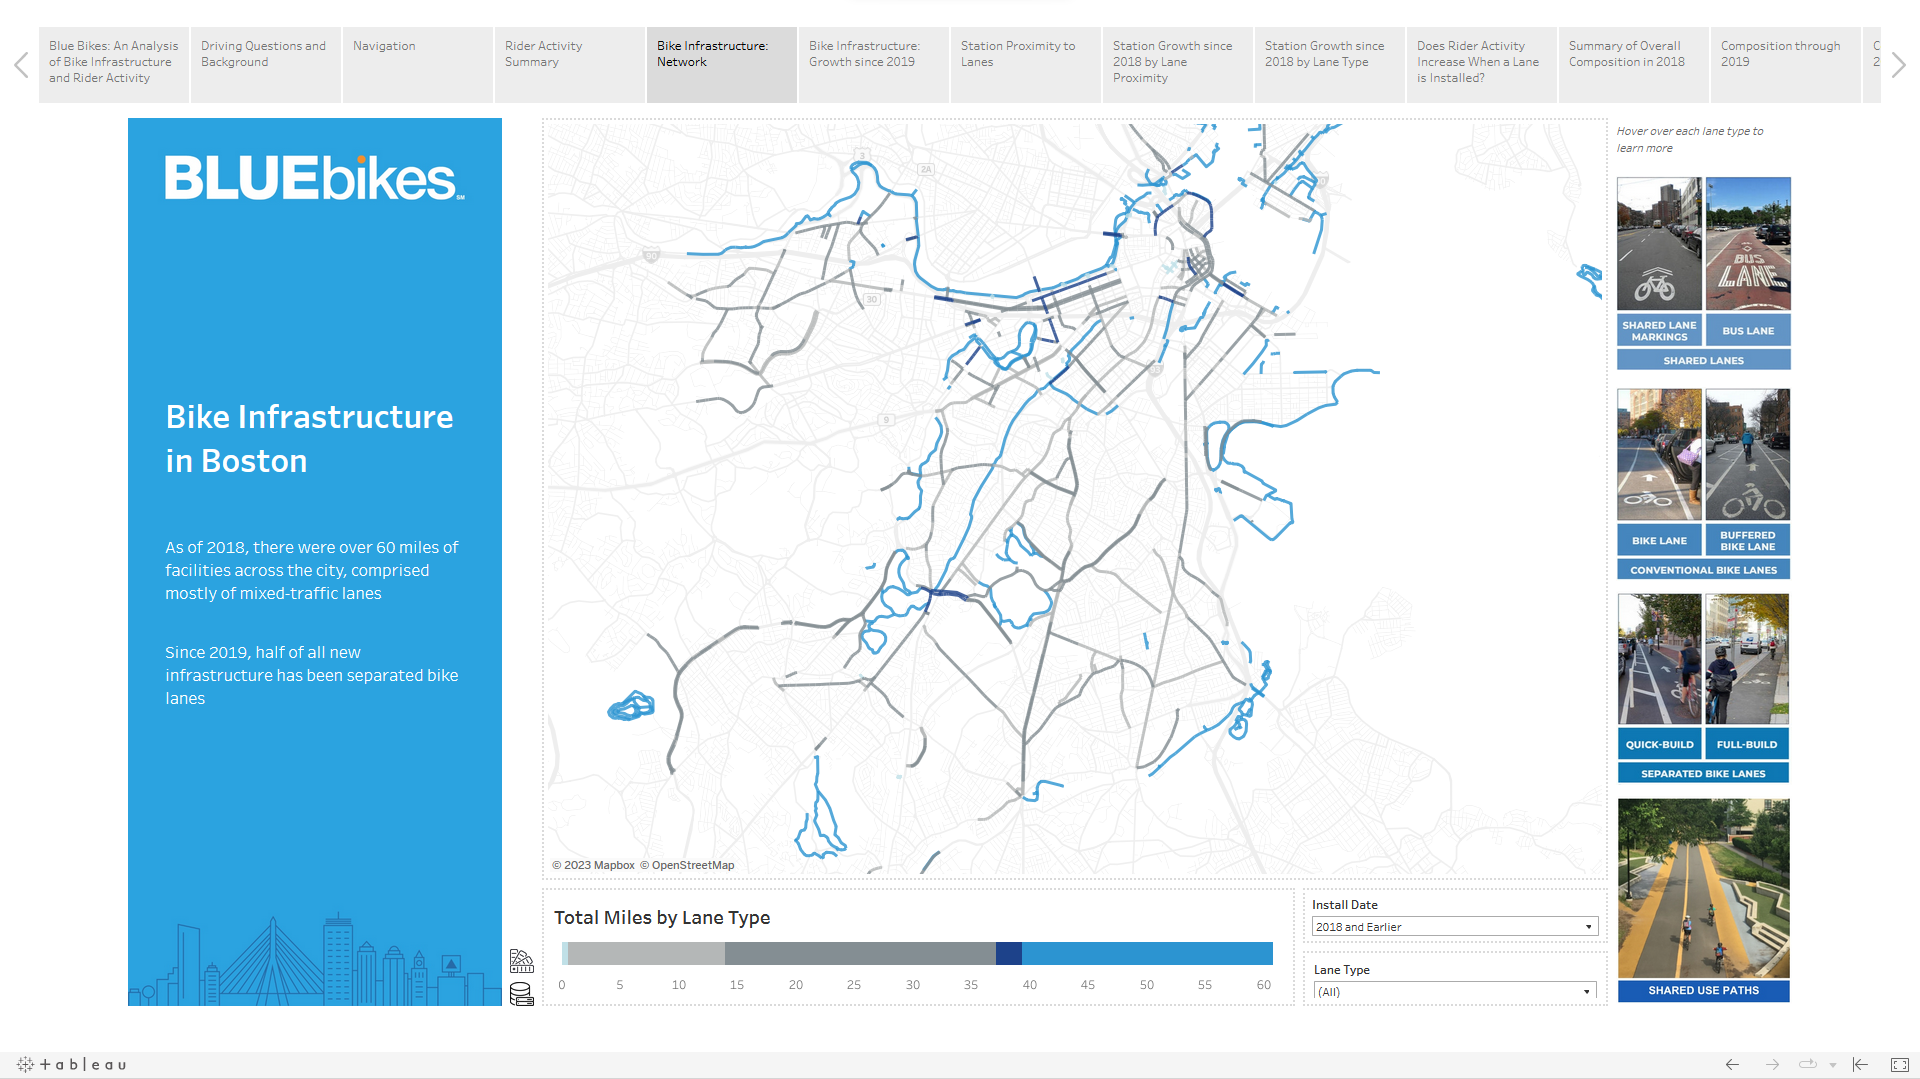 Blue Bikes: An Analysis
of Bike Infrastructure
and Rider Activity
Driving Questions and
Background
Navigation
Rider Activity
Summary
Bike Infrastructure:
Network
Bike Infrastructure:
Growth since 2019
Station Proximity to
Lanes
Station Growth since
2018 by Lane
Proximity
Station Growth since
2018 by Lane Type
Does Rider Activity
Increase When a Lane
is Installed?
Summary of Overall
Composition in 2018
Composition through
2019
C
2
BLUEbikes SM
Bike Infrastructure
in Boston
As of 2018, there were over 60 miles of
facilities across the city, comprised
mostly of mixed-traffic lanes
Since 2019, half of all new
infrastructure has been separated bike
lanes
3
2A
90
30
9
93
© 2023 Mapbox © OpenStreetMap
Total Miles by Lane Type
0 5 10 15 20 25 30 35 40 45 50 55 60
Install Date
2018 and Earlier
Lane Type
(All)
Hover over each lane type to
learn more
BUS
LANE
SHARED LANE
MARKINGS
BUS LANE
SHARED LANES
BIKE LANE
BUFFERED
BIKE LANE
CONVENTIONAL BIKE LANES
QUICK-BUILD
FULL-BUILD
SEPARATED BIKE LANES
SHARED USE PATHS
+ableau